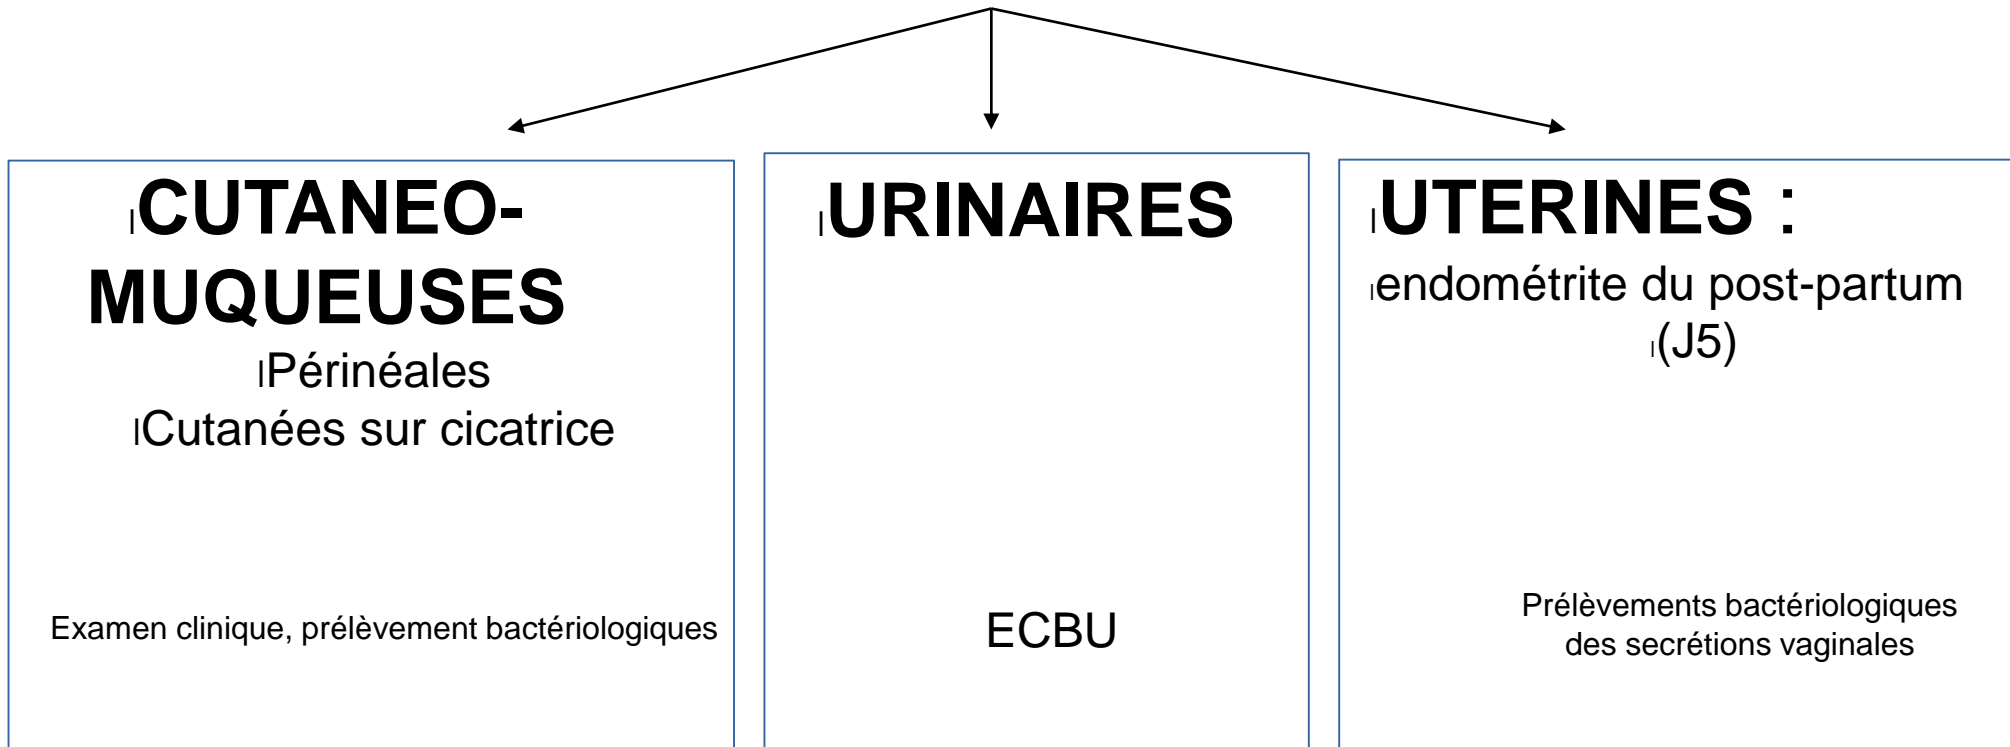 CUTANEO-
MUQUEUSES
Périnéales
Cutanées sur cicatrice
Examen clinique, prélèvement bactériologiques
URINAIRES
ECBU
UTERINES :
endométrite du post-partum
(J5)
Prélèvements bactériologiques
des secrétions vaginales